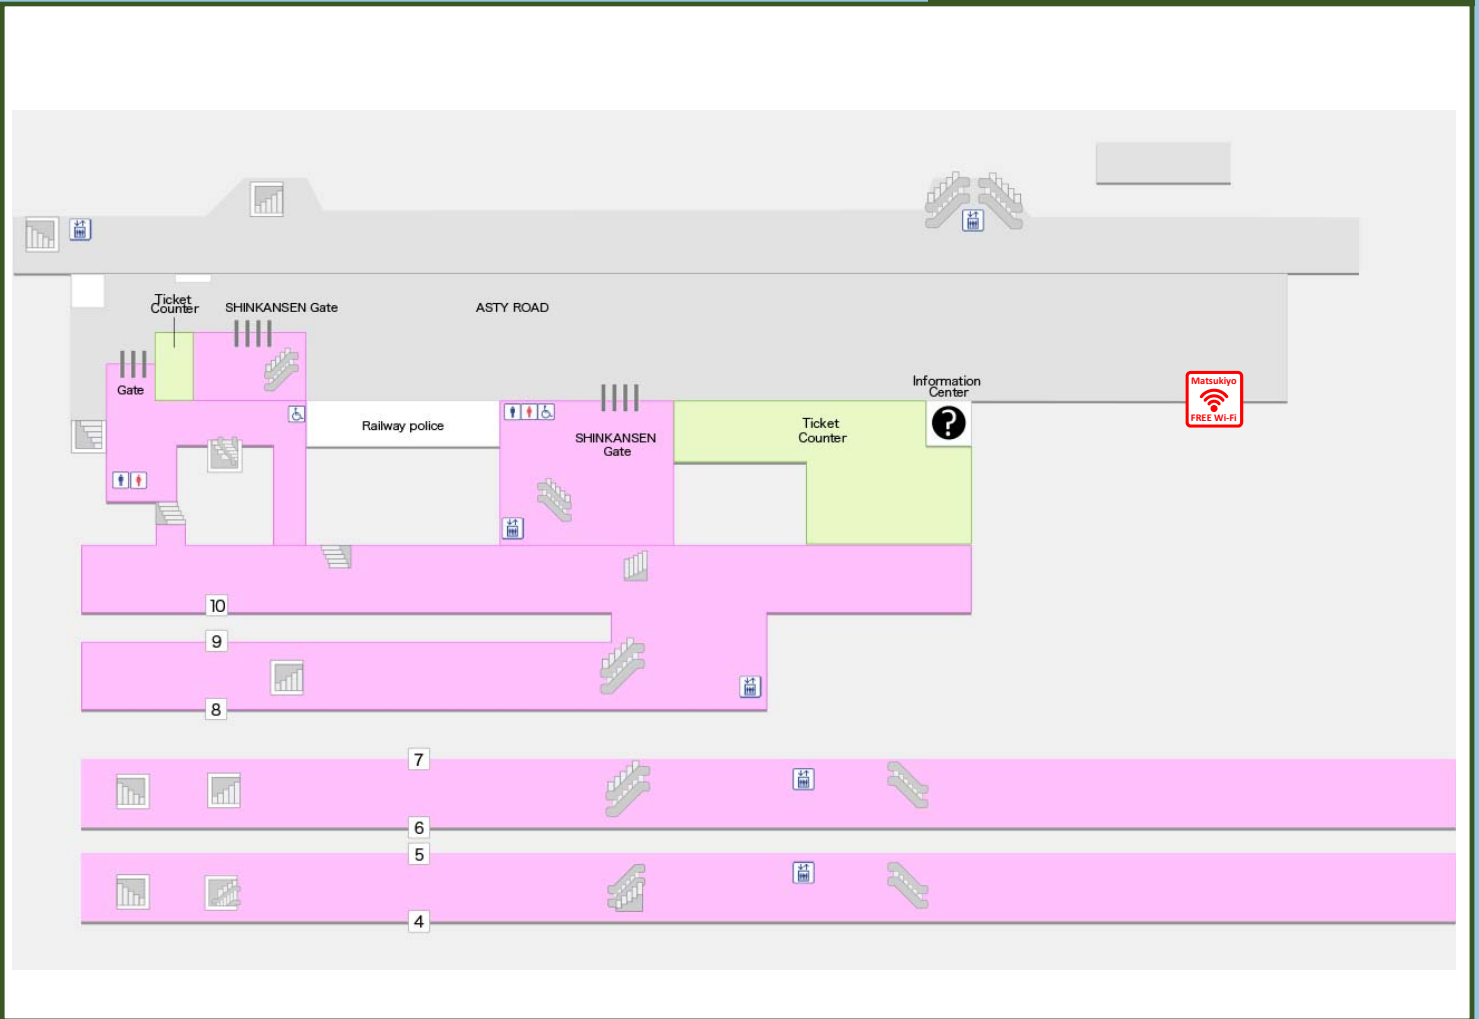 Ticket
Counter
SHINKANSEN Gate
ASTY ROAD
Gate
Matsukiyo
FREE Wi-Fi
Information
Center
?
Railway police
SHINKANSEN
Gate
Ticket
Counter
10
9
8
7
6
5
4